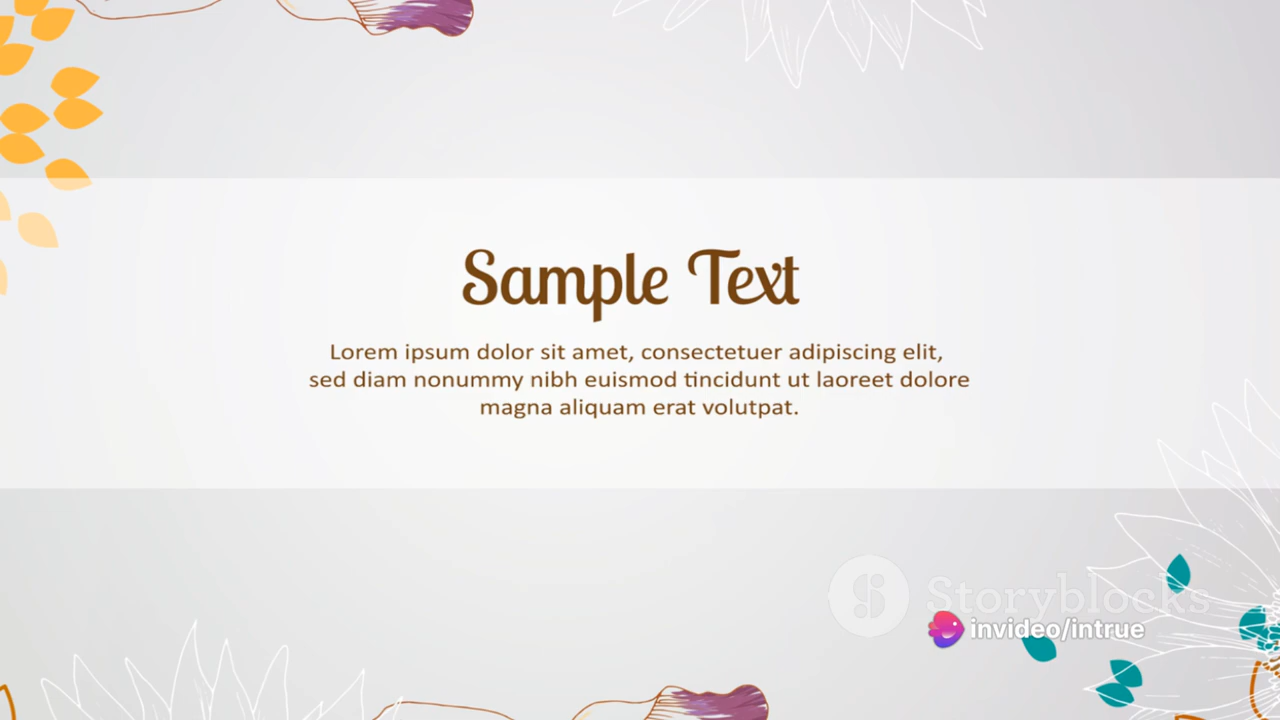 Sample Text
Lorem ipsum dolor sit amet, consectetuer adipiscing elit,
sed diam nonummy nibh euismod tincidunt ut laoreet dolore
magna aliquam erat volutpat.
Storyblocks
invideo/intrue